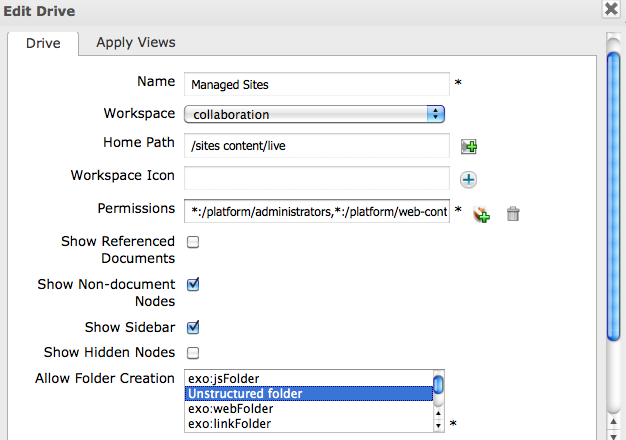 Edit Drive
Drive
Apply Views
Name Managed Sites *
Workspace collaboration
Home Path /sites content/live
Workspace Icon
Permissions *:/platform/administrators,*:/platform/web-cont *
Show Referenced
Documents
Show Non-document
Nodes
Show Sidebar
Show Hidden Nodes
Allow Folder Creation exo:jsFolder
Unstructured folder
exo:webFolder
exo:linkFolder *